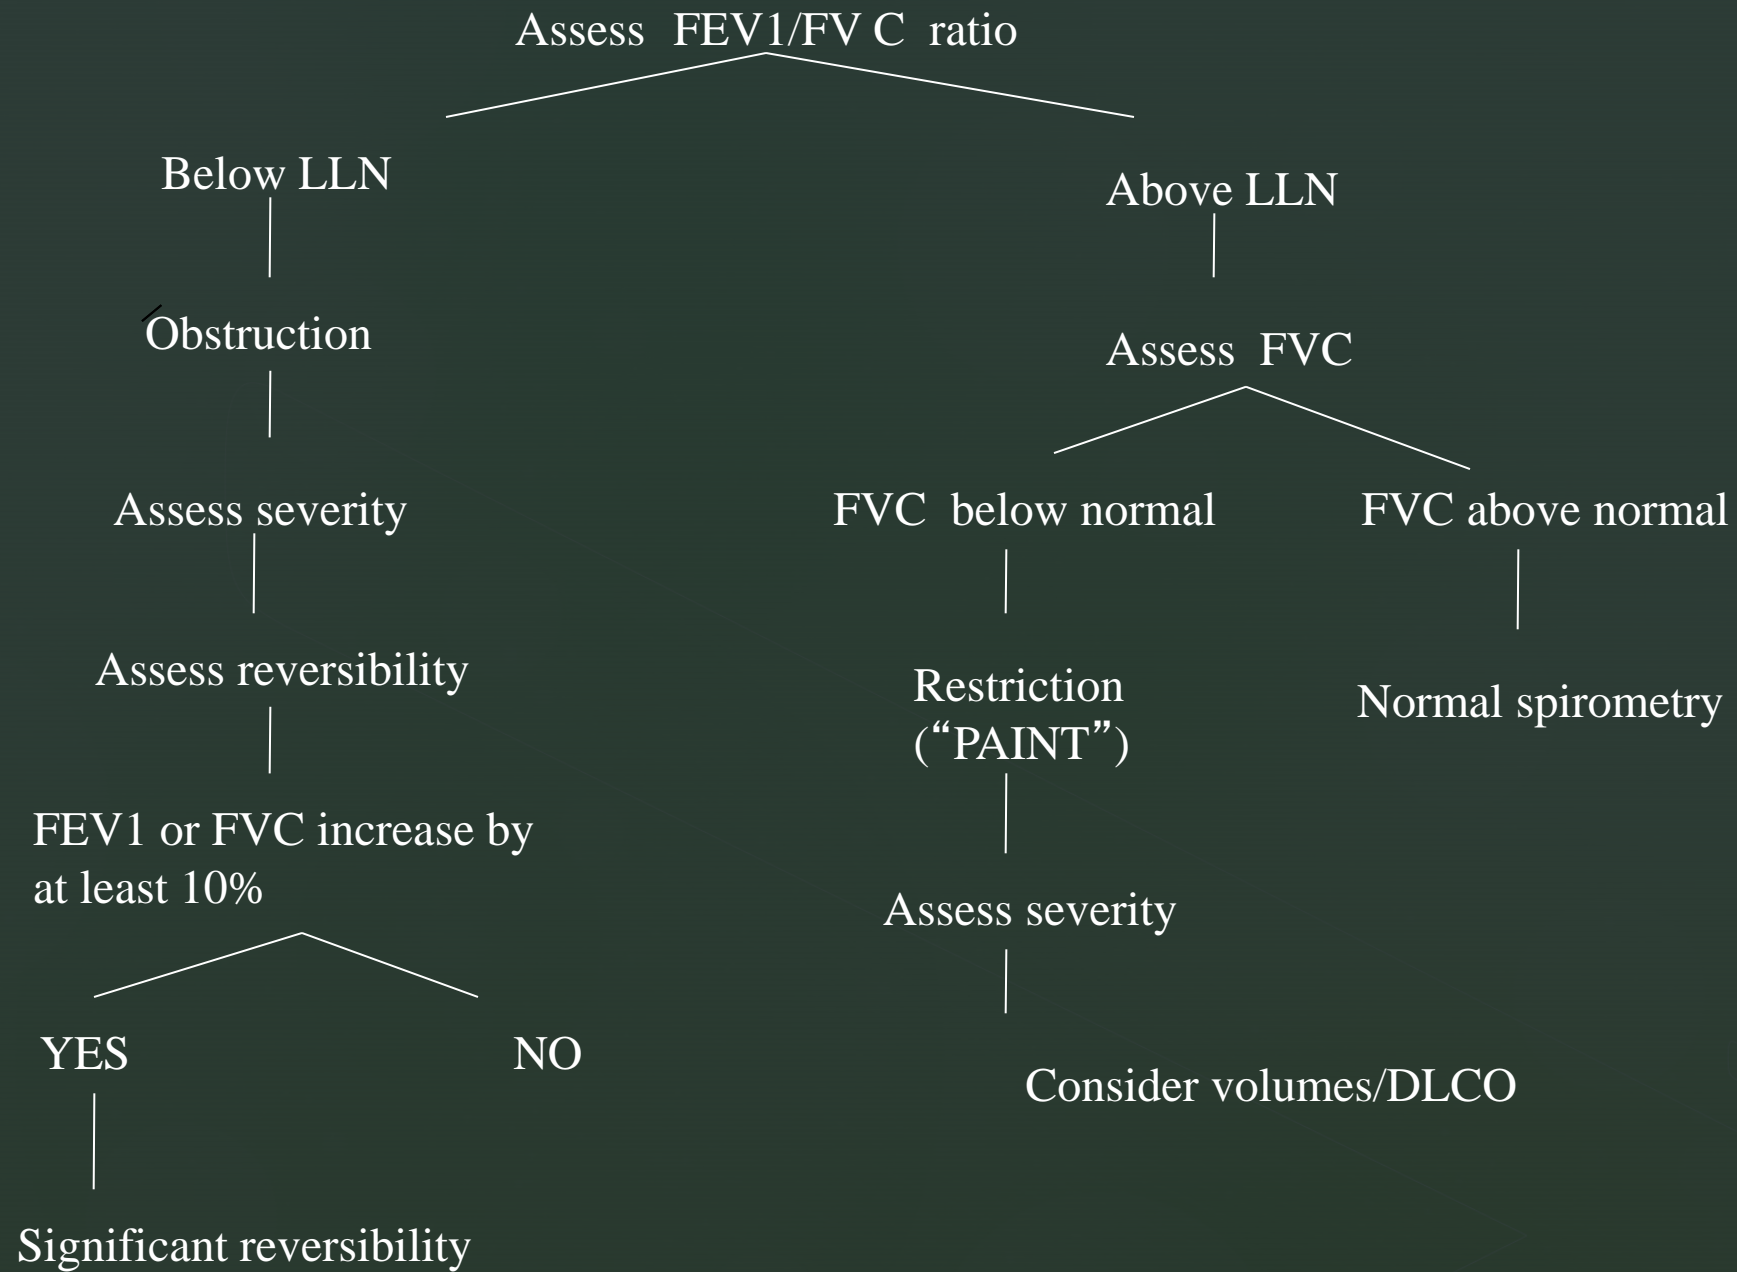 Assess FEV1/FV C ratio
Below LLN
Above LLN
Obstruction
Assess FVC
Assess severity
FVC below normal
FVC above normal
Assess reversibility
Restriction
(“PAINT”)
Normal spirometry
FEV1 or FVC increase by
at least 10%
Assess severity
YES
NO
Consider volumes/DLCO
Significant reversibility